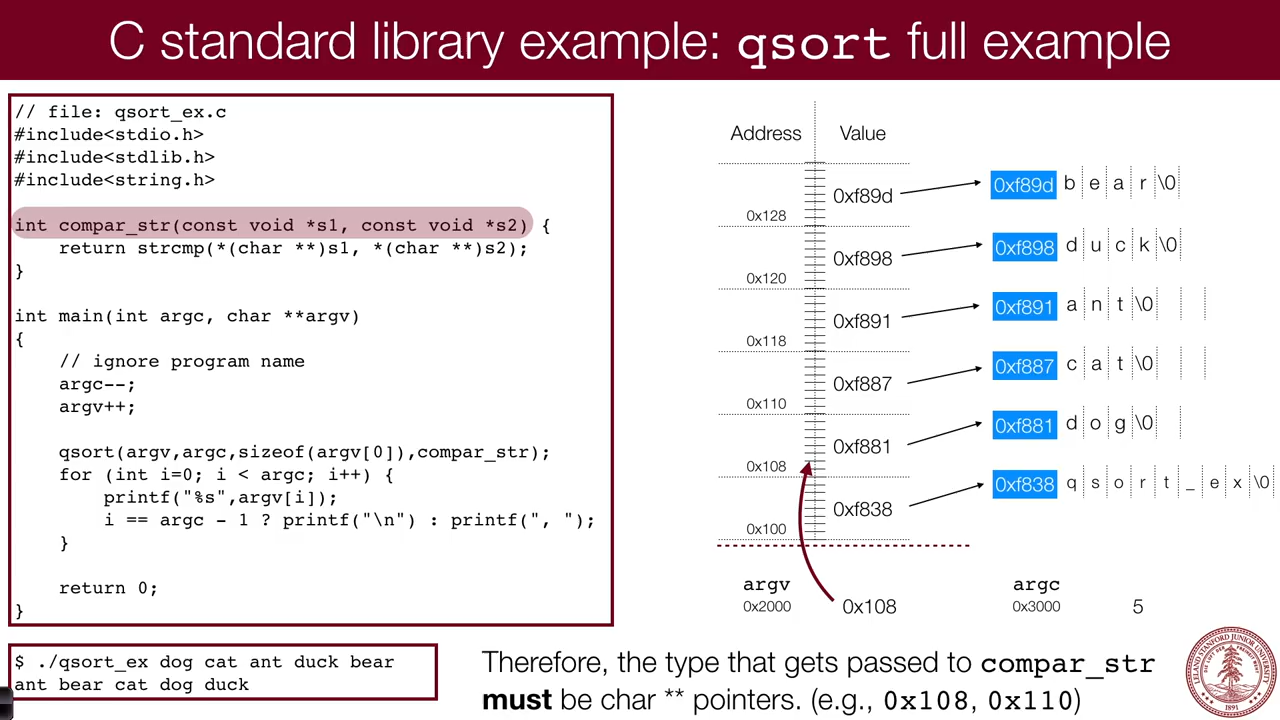 C standard library example: qsort full example
// file: qsort_ex.c
#include<stdio.h>
#include<stdlib.h>
#include<string.h>
int compar_str(const void *s1, const void *s2) {
return strcmp(*(char **)s1, *(char **)s2);
}
int main(int argc, char **argv)
{
// ignore program name
argc--;
argv++;
qsort(argv,argc,sizeof(argv[0]),compar_str);
for (int i=0; i < argc; i++) {
printf("%s",argv[i]);
i == argc - 1 ? printf("\n") : printf(", ");
}
return 0;
}
$ ./qsort_ex dog cat ant duck bear
ant bear cat dog duck
Address Value
0x128 0xf89d 0xf89d b e a r \0
0x120 0xf898 0xf898 d u c k \0
0x118 0xf891 0xf891 a n t \0
0x110 0xf887 0xf887 c a t \0
0x108 0xf881 0xf881 d o g \0
0x100 0xf838 0xf838 q s o r t _ e x \0
argv argc
0x2000 0x108 0x3000 5
Therefore, the type that gets passed to compar_str
must be char ** pointers. (e.g., 0x108, 0x110)
1891